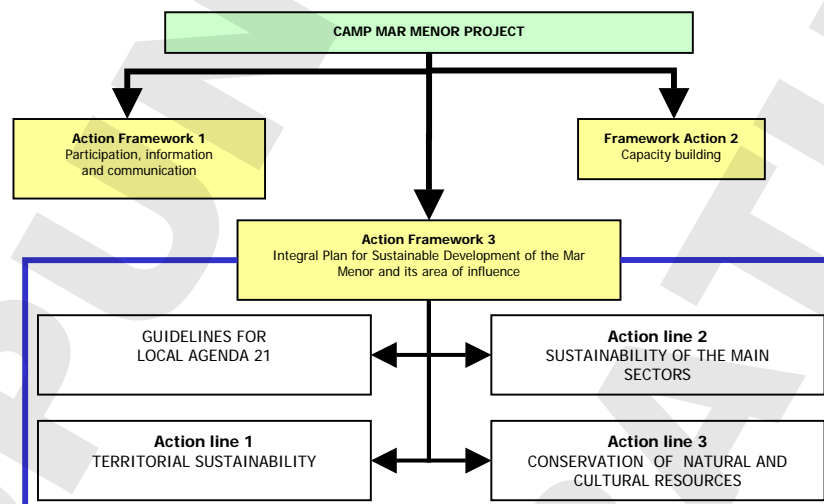 CAMP MAR MENOR PROJECT
Action Framework 1
Participation, information
and communication
Framework Action 2
Capacity building
Action Framework 3
Integral Plan for Sustainable Development of the Mar
Menor and its area of influence
GUIDELINES FOR
LOCAL AGENDA 21
Action line 2
SUSTAINABILITY OF THE MAIN
SECTORS
Action line 1
TERRITORIAL SUSTAINABILITY
Action line 3
CONSERVATION OF NATURAL AND
CULTURAL RESOURCES